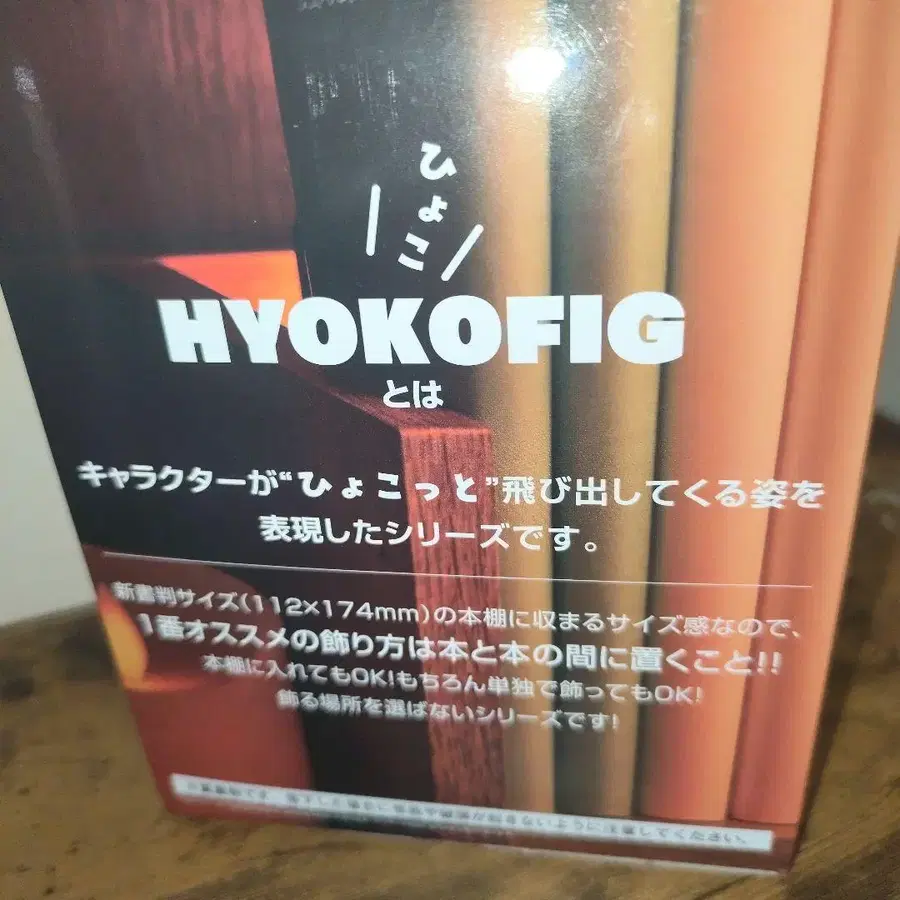 ひょこ
HYOKOFIG
とは
キャラクターが“ひょこっと”飛び出してくる姿を
表現したシリーズです。
新書判サイズ(112×174mm)の本棚に収まるサイズ感なので、
1番オススメの飾り方は本と本の間に置くこと!!
本棚に入れてもOK!もちろん単独で飾ってもOK!
飾る場所を選ばないシリーズです!